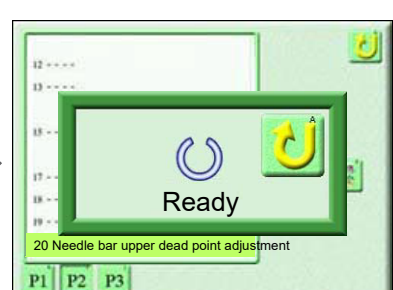 12 ----
13 ----
A
15 --
17 --
Ready
18 --
19 --
20 Needle bar upper dead point adjustment
P1 P2 P3